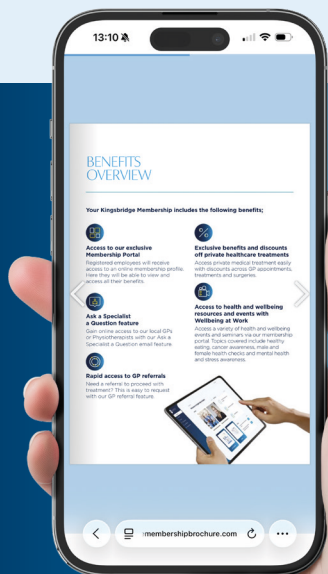 13:10
BENEFITS
OVERVIEW
Your Kingsbridge Membership includes the following benefits;
Access to our exclusive
Membership Portal
Registered employees will receive
access to an online membership profile.
Here they will be able to view and
access all their benefits.
Ask a Specialist
a Question feature
Gain online access to our local GPs
or Physiotherapists with our Ask a
Specialist a Question email feature.
Rapid access to GP referrals
Need a referral to proceed with
treatment? This is easy to request
with our GP referral feature.
Exclusive benefits and discounts
off private healthcare treatments
Access private medical treatment easily
with discounts across GP appointments,
treatments and surgeries.
Access to health and wellbeing
resources and events with
Wellbeing at Work
Access a variety of health and wellbeing
events and seminars via our membership
portal. Topics covered include healthy
eating, cancer awareness, male and
female health checks and mental health
and stress awareness.
membershipbrochure.com